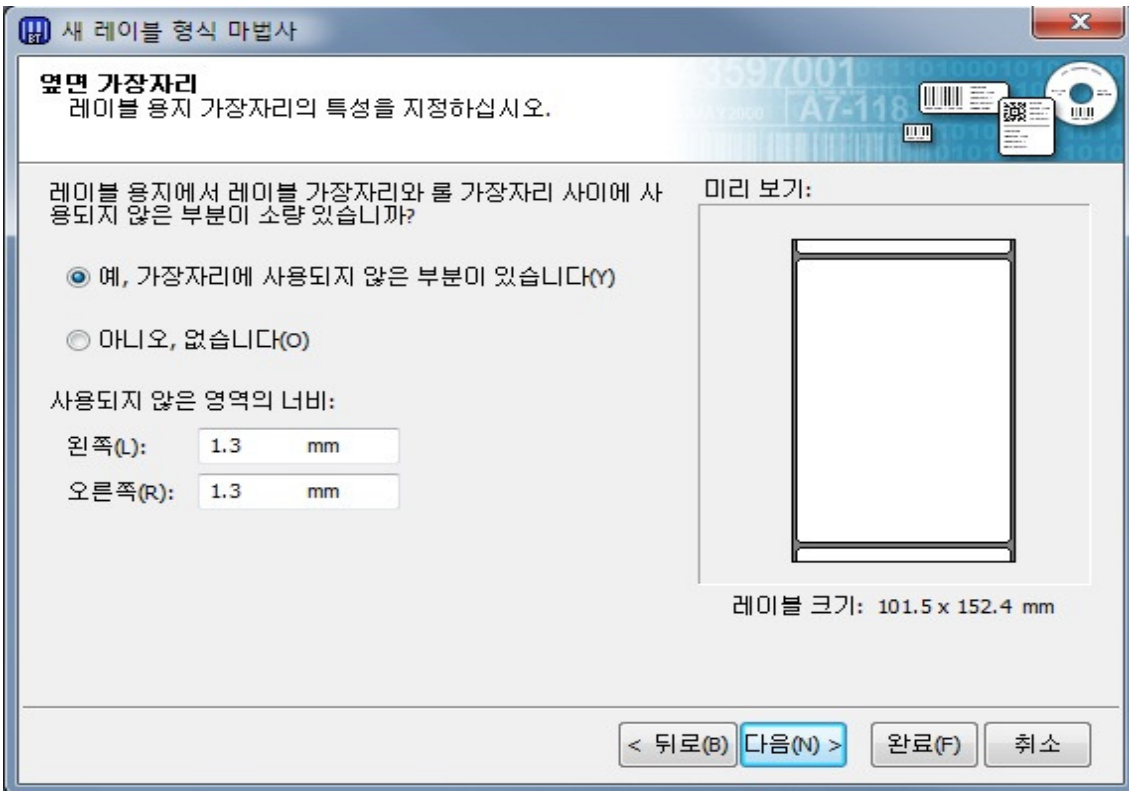 새 레이블 형식 마법사
옆면 가장자리
레이블 용지 가장자리의 특성을 지정하십시오.
3597001
A7-118
레이블 용지에서 레이블 가장자리와 롤 가장자리 사이에 사
용되지 않은 부분이 소량 있습니까?
예, 가장자리에 사용되지 않은 부분이 있습니다(Y)
아니오, 없습니다(O)
사용되지 않은 영역의 너비:
왼쪽(L): 1.3 mm
오른쪽(R): 1.3 mm
미리 보기:
레이블 크기: 101.5 x 152.4 mm
< 뒤로(B) 다음(N) > 완료(F) 취소